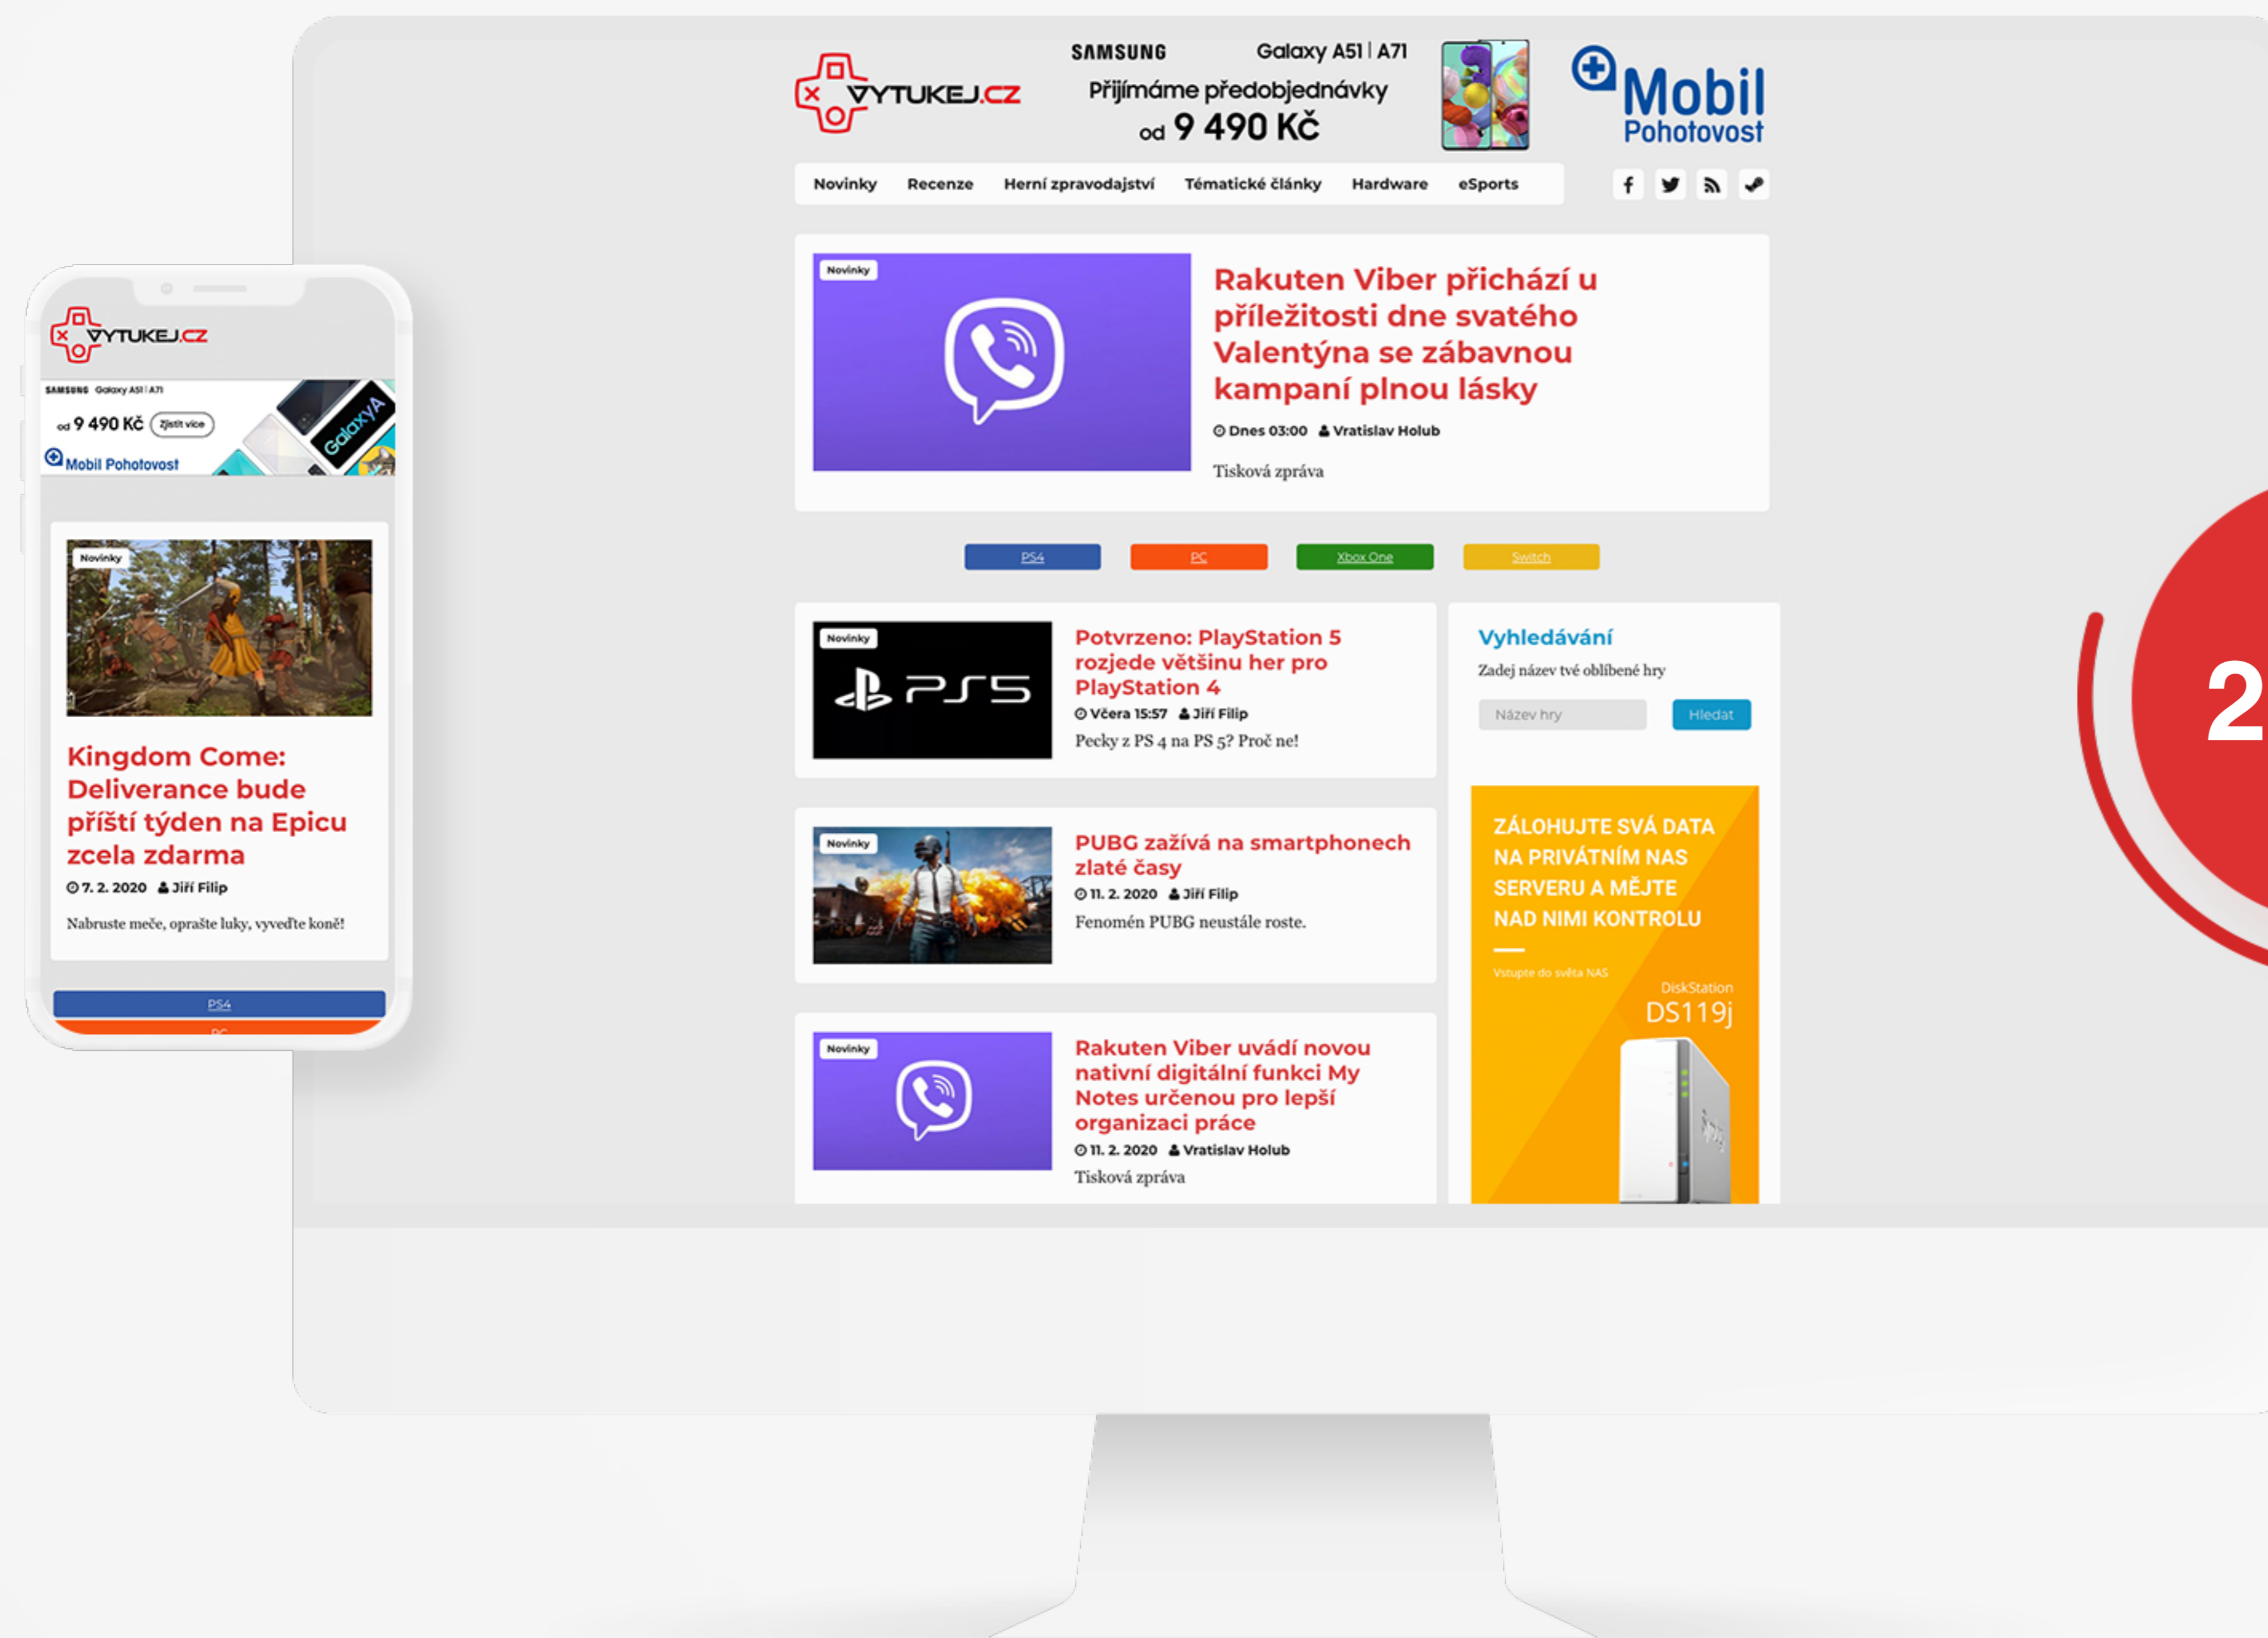 VYTUKEJ.CZ
SAMSUNG Galaxy A51 | A71
Přijímáme předobjednávky
od 9 490 Kč
Mobil
Pohotovost
Novinky Recenze Herní zpravodajství Tématické články Hardware eSports
Novinky
Rakuten Viber přichází u
příležitosti dne svatého
Valentýna se zábavnou
kampaní plnou lásky
Dnes 03:00 Vratislav Holub
Tisková zpráva
PS4 PC Xbox One Switch
Novinky
PS5
Potvrzeno: PlayStation 5
rozjede většinu her pro
PlayStation 4
Včera 15:57 Jiří Filip
Pecky z PS 4 na PS 5? Proč ne!
Novinky
PUBG zažívá na smartphonech
zlaté časy
11. 2. 2020 Jiří Filip
Fenomén PUBG neustále roste.
Novinky
Rakuten Viber uvádí novou
nativní digitální funkci My
Notes určenou pro lepší
organizaci práce
11. 2. 2020 Vratislav Holub
Tisková zpráva
Vyhledávání
Zadej název tvé oblíbené hry
Název hry Hledat
ZÁLOHUJTE SVÁ DATA
NA PRIVÁTNÍM NAS
SERVERU A MĚJTE
NAD NIMI KONTROLU
Vstupte do světa NAS
DiskStation
DS119j
Synology
VYTUKEJ.CZ
SAMSUNG Galaxy A51 | A71
od 9 490 Kč Zjistit více
Mobil Pohotovost
GalaxyA
Novinky
Kingdom Come:
Deliverance bude
příští týden na Epicu
zcela zdarma
7. 2. 2020 Jiří Filip
Nabruste meče, oprašte luky, vyveďte koně!
PS4
PC
2